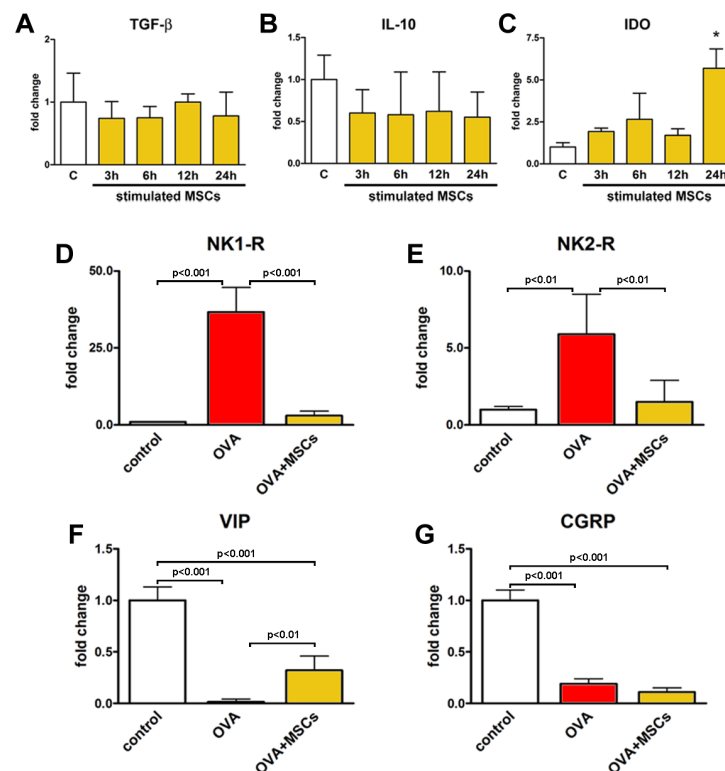 A
TGF-β
fold change
2
1
0
C
3h
6h
12h
24h
stimulated MSCs
B
IL-10
fold change
1.5
1.0
0.5
0.0
C
3h
6h
12h
24h
stimulated MSCs
C
IDO
*
fold change
7.5
5.0
2.5
0.0
C
3h
6h
12h
24h
stimulated MSCs
D
NK1-R
p<0.001
p<0.001
fold change
50.0
25.0
0.0
control
OVA
OVA+MSCs
E
NK2-R
p<0.01
p<0.01
fold change
10.0
5.0
0.0
control
OVA
OVA+MSCs
F
VIP
p<0.001
p<0.001
p<0.01
fold change
1.5
1.0
0.5
0.0
control
OVA
OVA+MSCs
G
CGRP
p<0.001
p<0.001
fold change
1.5
1.0
0.5
0.0
control
OVA
OVA+MSCs